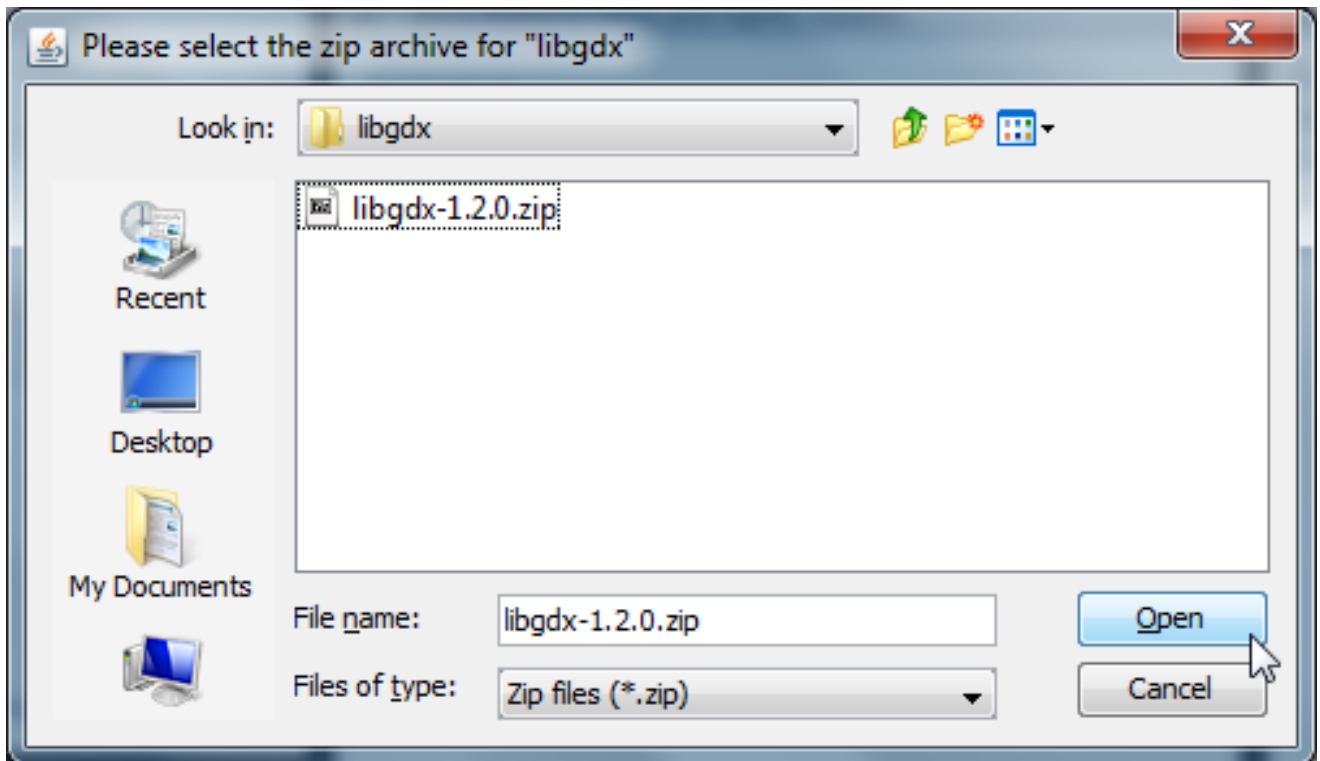 Please select the zip archive for "libgdx"
Look in:
libgdx
libgdx-1.2.0.zip
Recent
Desktop
My Documents
File name:
libgdx-1.2.0.zip
Open
Files of type:
Zip files (*.zip)
Cancel